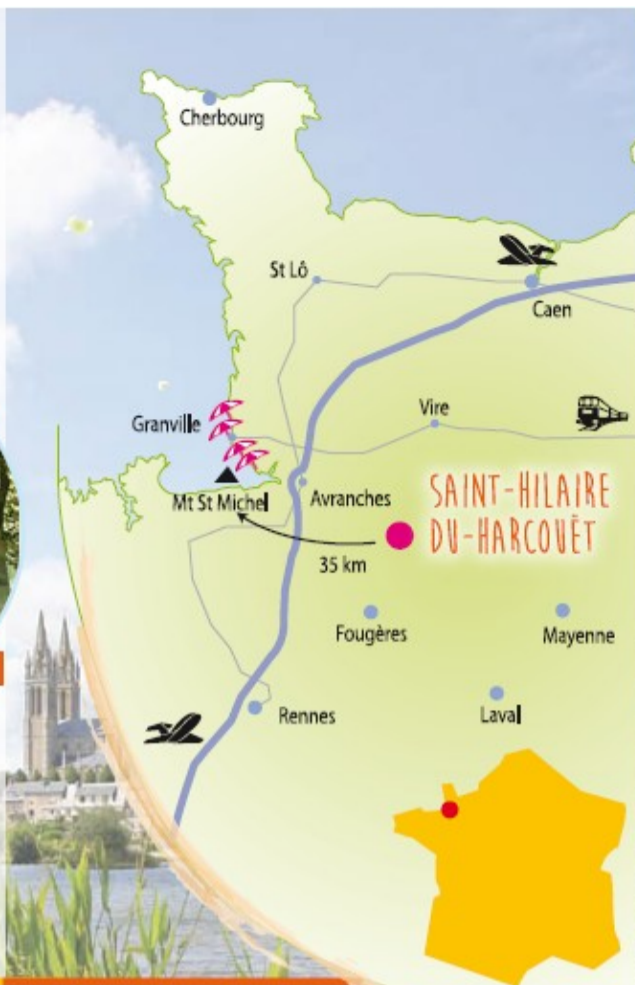 Cherbourg
St Lô
Caen
Granville
Vire
Mt St Michel
Avranches
SAINT-HILAIRE
DU-HARCOUËT
35 km
Fougères
Mayenne
Rennes
Laval